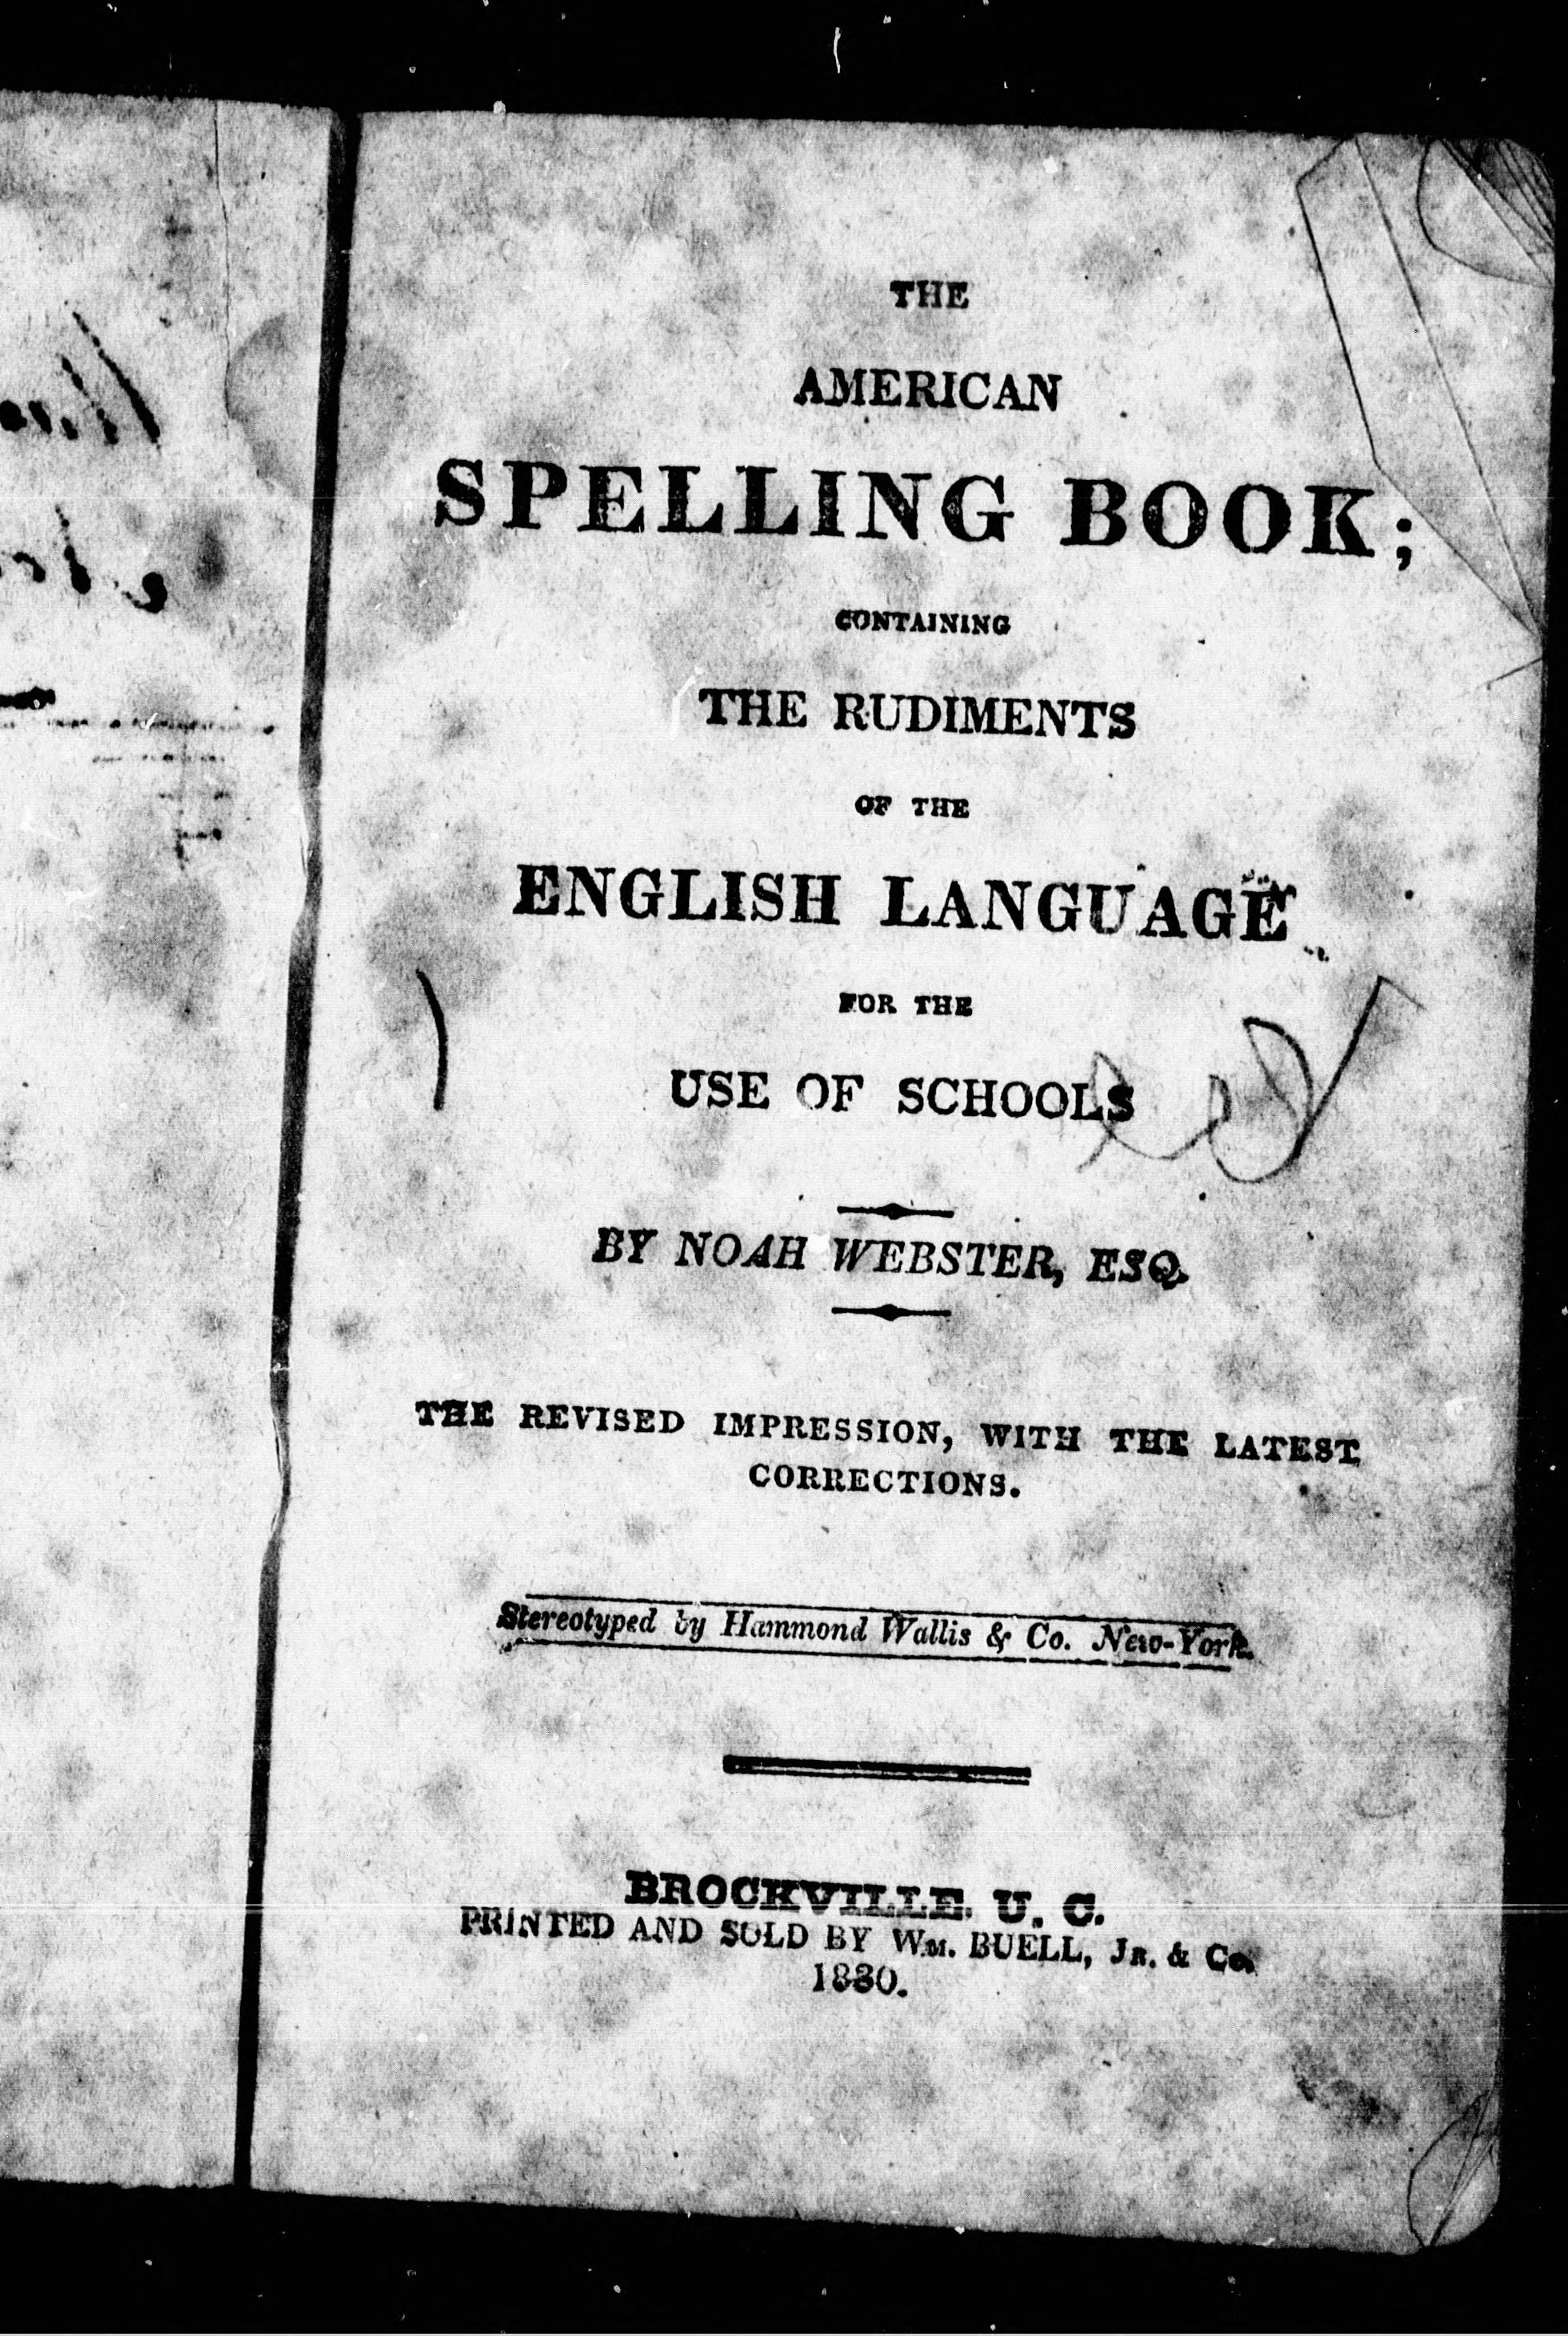 THE
AMERICAN
SPELLING BOOK;
CONTAINING
THE RUDIMENTS
OF THE
ENGLISH LANGUAGE
FOR THE
USE OF SCHOOLS
BY NOAH WEBSTER, ESQ.
THE REVISED IMPRESSION, WITH THE LATEST
CORRECTIONS.
Stereotyped by Hammond Wallis & Co. New-York.
BROCKVILLE. U. C.
PRINTED AND SOLD BY WM. BUELL, JR. & Co.
1830.